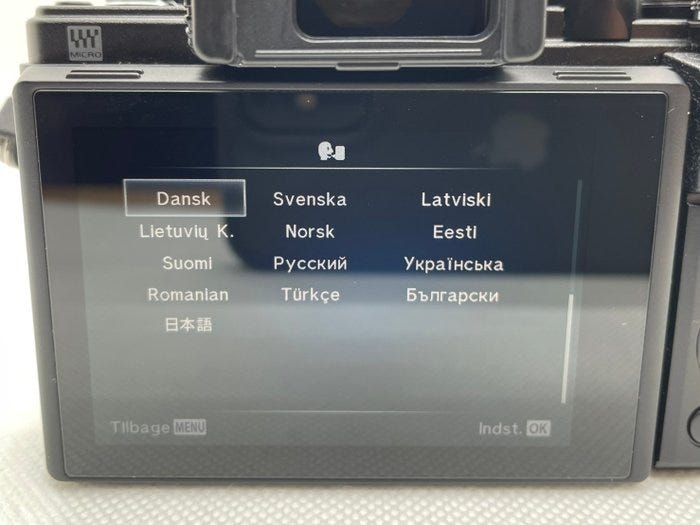 MICRO
Dansk Svenska Latviski
Lietuvių K. Norsk Eesti
Suomi Русский Українська
Romanian Türkçe Български
日本語
Tilbage MENU Indst. OK